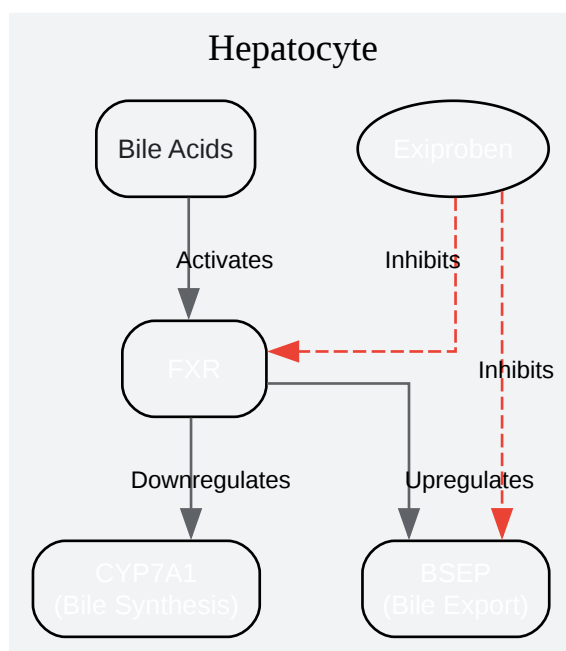 Hepatocyte
Bile Acids
Exiproben
Activates
Inhibits
FXR
Inhibits
Downregulates
Upregulates
CYP7A1
(Bile Synthesis)
BSEP
(Bile Export)